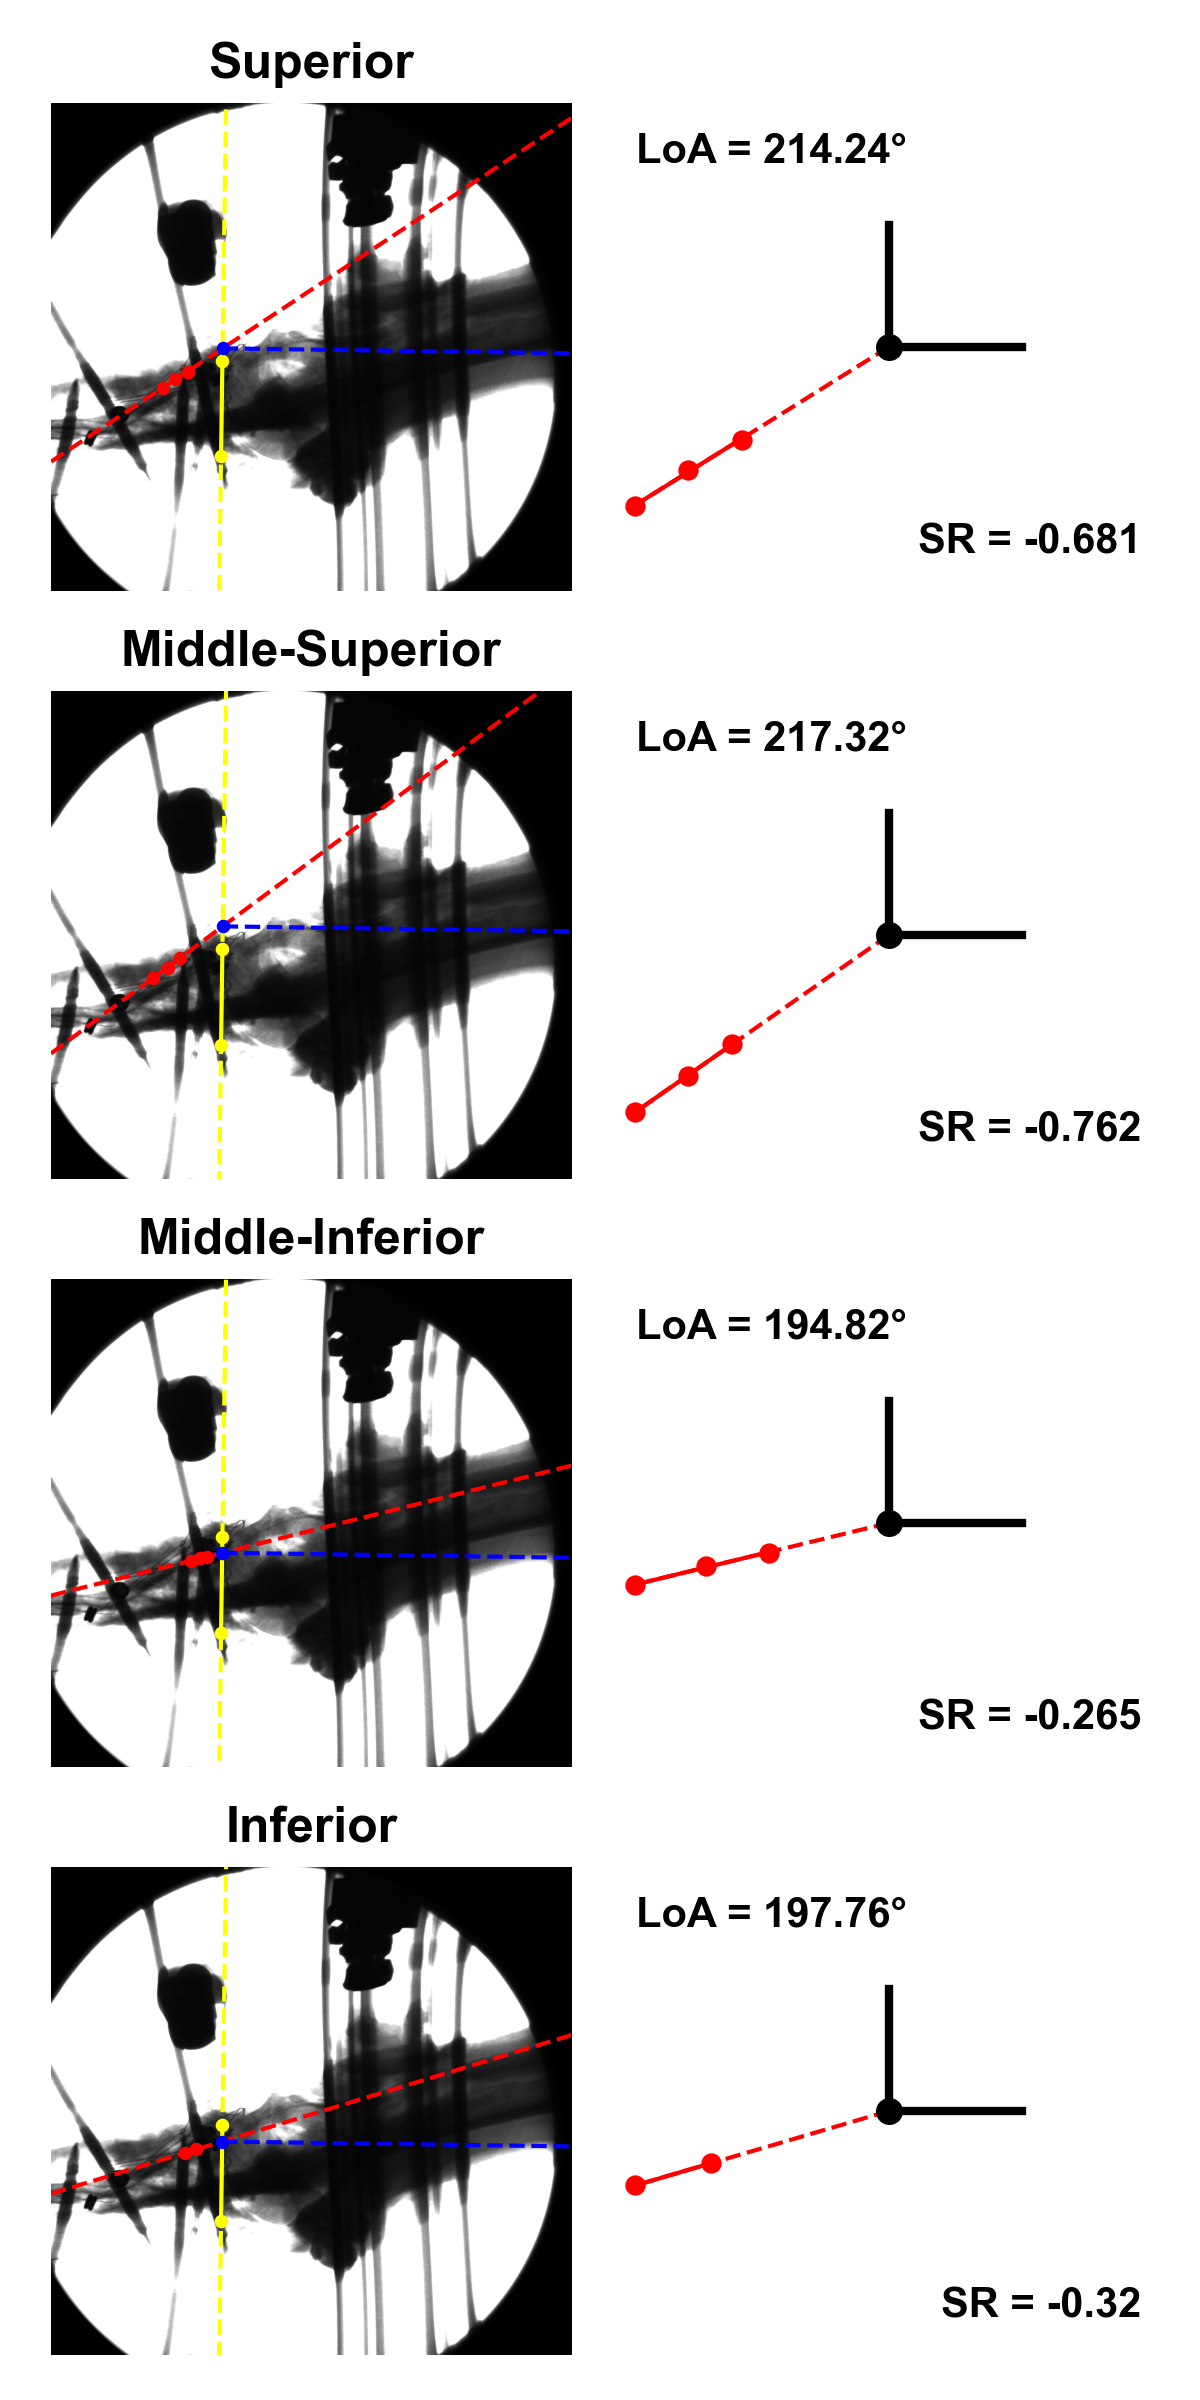 Superior
LoA = 214.24°
SR = -0.681
Middle-Superior
LoA = 217.32°
SR = -0.762
Middle-Inferior
LoA = 194.82°
SR = -0.265
Inferior
LoA = 197.76°
SR = -0.32